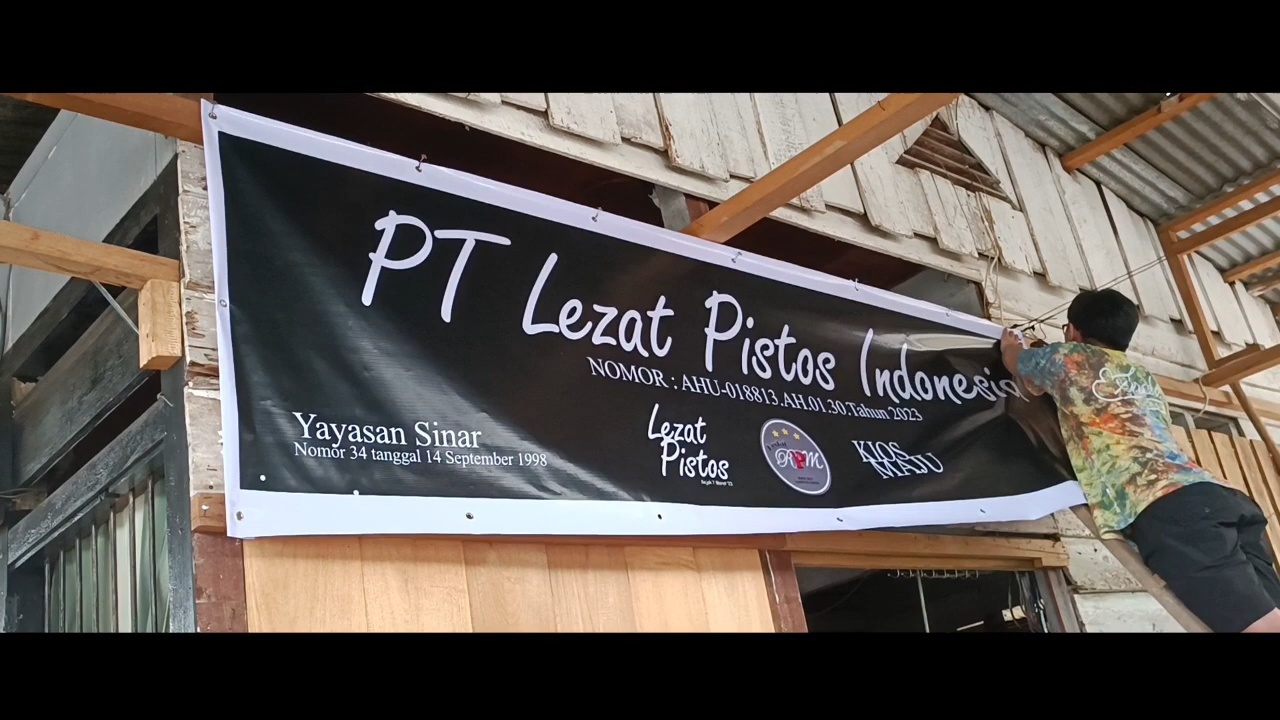 PT Lezat Pistos Indonesia
NOMOR : AHU-018813.AH.01.30.Tahun 2023
Yayasan Sinar
Nomor 34 tanggal 14 September 1998
Lezat
Pistos
RPM
KIOS
MAJU